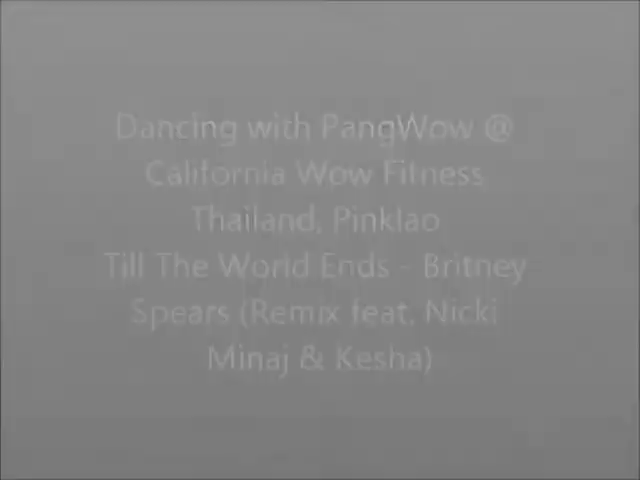 Dancing with PangWow @
California Wow Fitness
Thailand, Pinklao
Till The World Ends - Britney
Spears (Remix feat. Nicki
Minaj & Kesha)